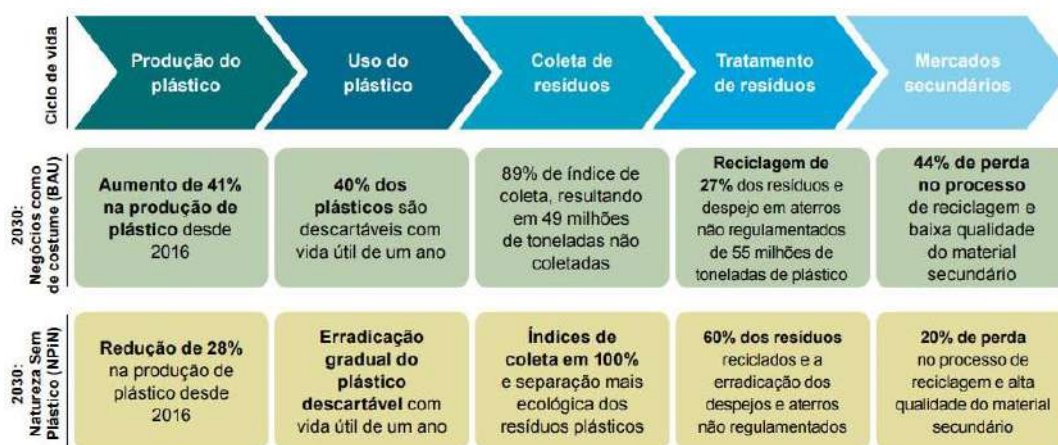 Ciclo de vida
Produção do
plástico
Uso do
plástico
Coleta de
resíduos
Tratamento
de resíduos
Mercados
secundários
2030:
Negócios como
de costume (BAU)
Aumento de 41%
na produção de
plástico desde
2016
40% dos
plásticos são
descartáveis com
vida útil de um ano
89% de índice de
coleta, resultando
em 49 milhões
de toneladas não
coletadas
Reciclagem de
27% dos resíduos e
despejo em aterros
não regulamentados
de 55 milhões de
toneladas de plástico
44% de perda
no processo
de reciclagem e
baixa qualidade
do material
secundário
2030:
Natureza Sem
Plástico (NPiN)
Redução de 28%
na produção de
plástico desde
2016
Erradicação
gradual do
plástico
descartável com
vida útil de um ano
Índices de
coleta em 100%
e separação mais
ecológica dos
resíduos plásticos
60% dos resíduos
reciclados e a
erradicação dos
despejos e aterros
não regulamentados
20% de perda
no processo de
reciclagem e alta
qualidade do material
secundário